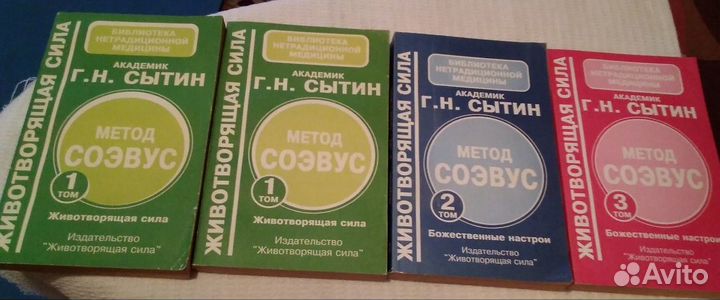 ЖИВОТВОРЯЩАЯ СИЛА
БИБЛИОТЕКА
НЕТРАДИЦИОННОЙ
МЕДИЦИНЫ
АКАДЕМИК
Г.Н. СЫТИН
МЕТОД
СОЭВУС
1
ТОМ
Животворящая сила
Издательство
"Животворящая сила"
ЖИВОТВОРЯЩАЯ СИЛА
БИБЛИОТЕКА
НЕТРАДИЦИОННОЙ
МЕДИЦИНЫ
АКАДЕМИК
Г.Н. СЫТИН
МЕТОД
СОЭВУС
1
ТОМ
Животворящая сила
Издательство
"Животворящая сила"
ЖИВОТВОРЯЩАЯ СИЛА
БИБЛИОТЕКА
НЕТРАДИЦИОННОЙ
МЕДИЦИНЫ
АКАДЕМИК
Г.Н. СЫТИН
МЕТОД
СОЭВУС
2
ТОМ
Божественные настрои
Издательство
"Животворящая сила"
ЖИВОТВОРЯЩАЯ СИЛА
БИБЛИОТЕКА
НЕТРАДИЦИОННОЙ
МЕДИЦИНЫ
АКАДЕМИК
Г.Н. СЫТИН
МЕТОД
СОЭВУС
3
ТОМ
Божественные настрои
Издательство
"Животворящая сила"
Avito